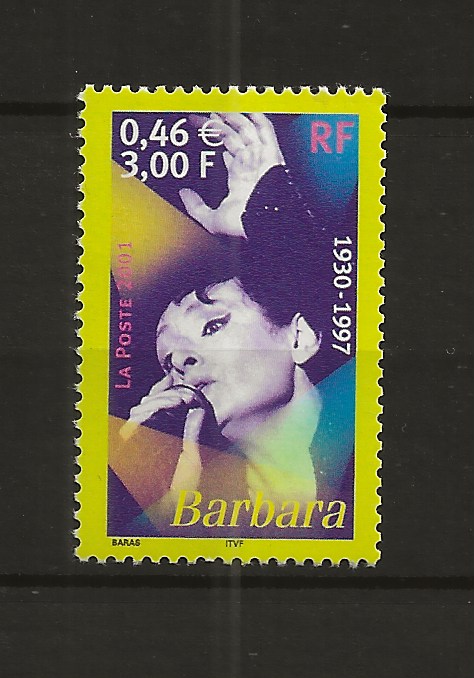 0,46 €
3,00 F
RF
LA POSTE 2001
1930-1997
Barbara
BARAS
ITVF